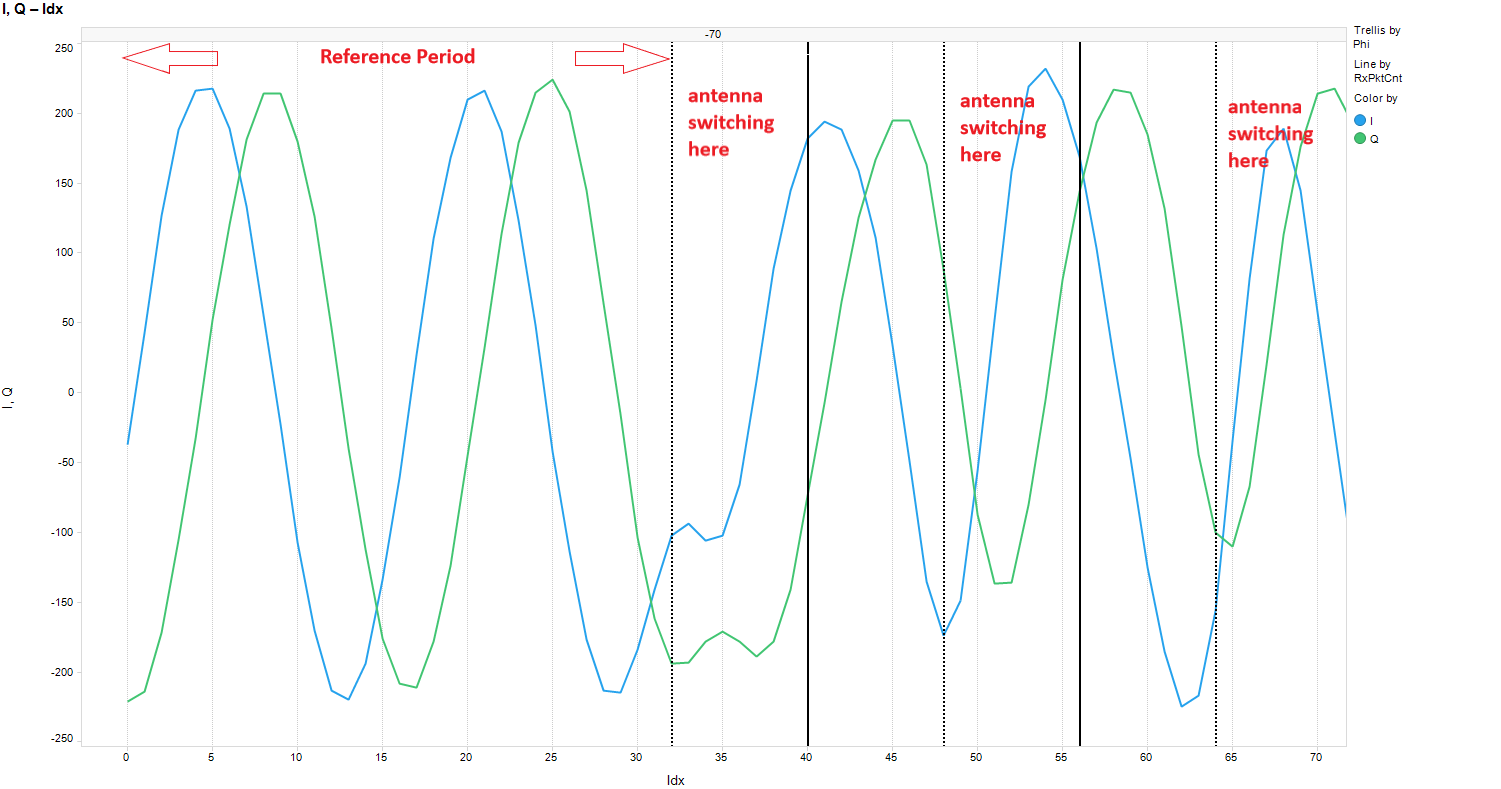 I, Q – Idx
-70
Trellis by
Phi
Line by
RxPktCnt
Color by
I
Q
Reference Period
antenna
switching
here
antenna
switching
here
antenna
switching
here
250
200
150
100
50
0
-50
-100
-150
-200
-250
I, Q
0 5 10 15 20 25 30 35 40 45 50 55 60 65 70
Idx